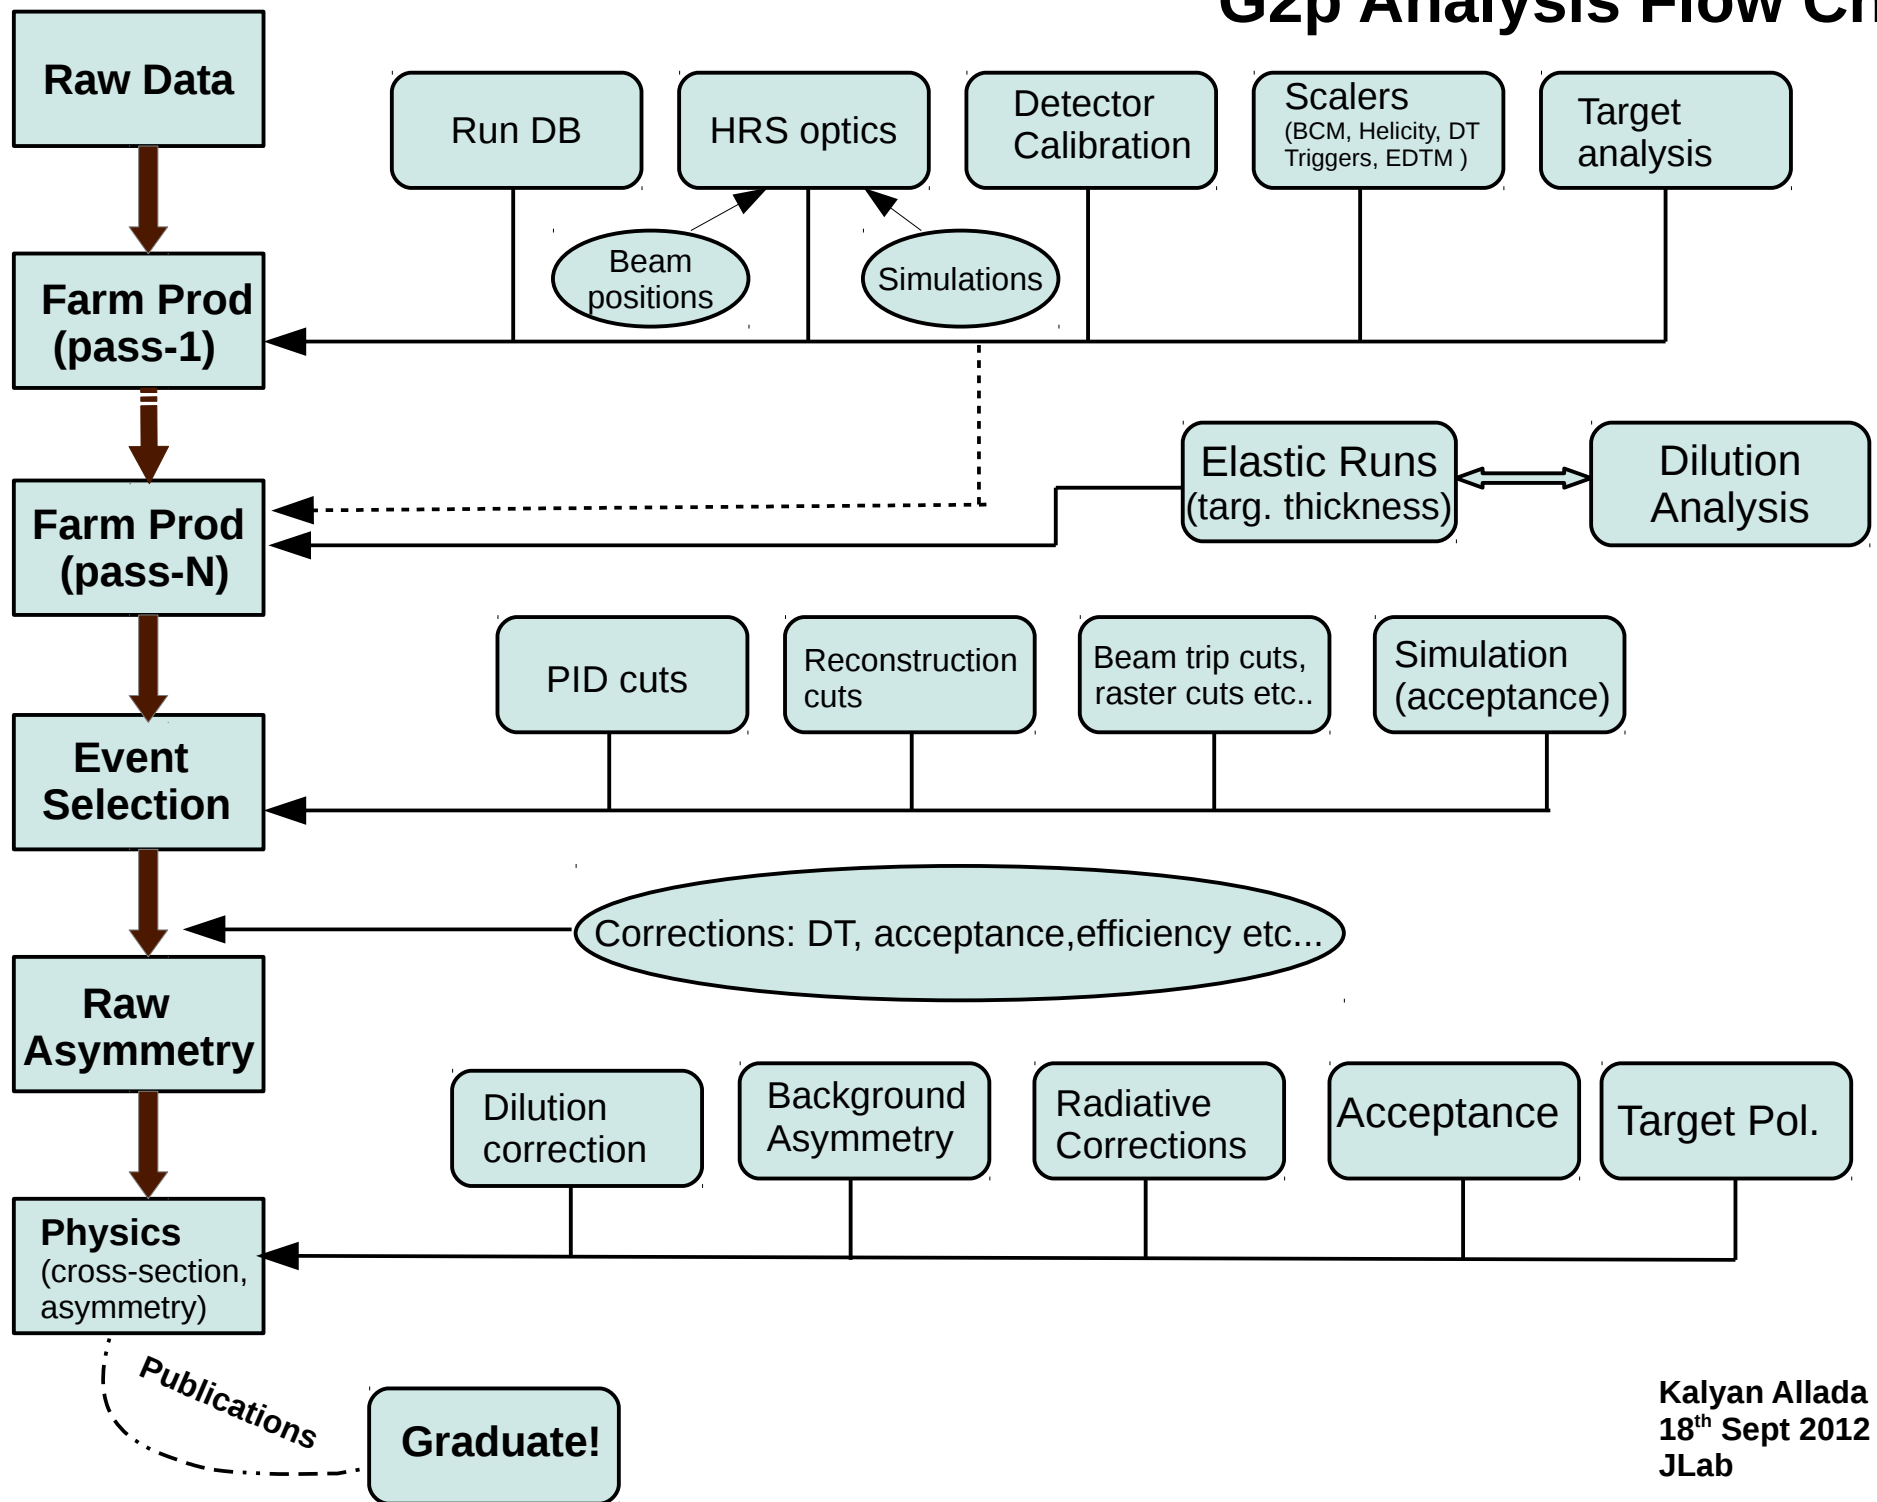 G2p Analysis Flow
Raw Data
Run DB
HRS optics
Detector
Calibration
Scalers
(BCM, Helicity, DT
Triggers, EDTM )
Target
analysis
Beam
positions
Simulations
Farm Prod
(pass-1)
Elastic Runs
(targ. thickness)
Dilution
Analysis
Farm Prod
(pass-N)
PID cuts
Reconstruction
cuts
Beam trip cuts,
raster cuts etc..
Simulation
(acceptance)
Event
Selection
Corrections: DT, acceptance,efficiency etc...
Raw
Asymmetry
Dilution
correction
Background
Asymmetry
Radiative
Corrections
Acceptance
Target Pol.
Physics
(cross-section,
asymmetry)
Publications
Graduate!
Kalyan Allada
18th Sept 2012
JLab